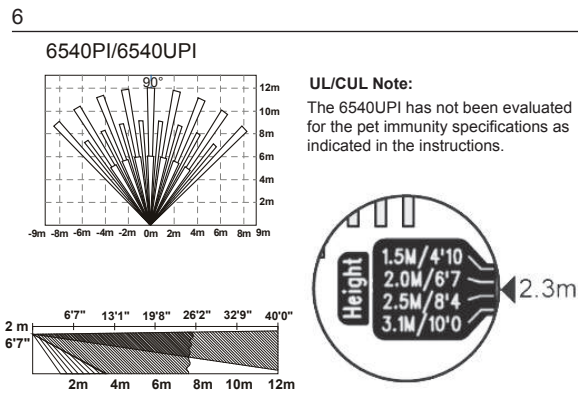 6
6540PI/6540UPI
90°
12m
10m
8m
6m
4m
2m
-9m -8m -6m -4m -2m 0m 2m 4m 6m 8m 9m
UL/CUL Note:
The 6540UPI has not been evaluated
for the pet immunity specifications as
indicated in the instructions.
Height
1.5M/4'10
2.0M/6'7
2.5M/8'4
3.1M/10'0
2.3m
6'7" 13'1" 19'8" 26'2" 32'9" 40'0"
2 m
6'7"
2m 4m 6m 8m 10m 12m